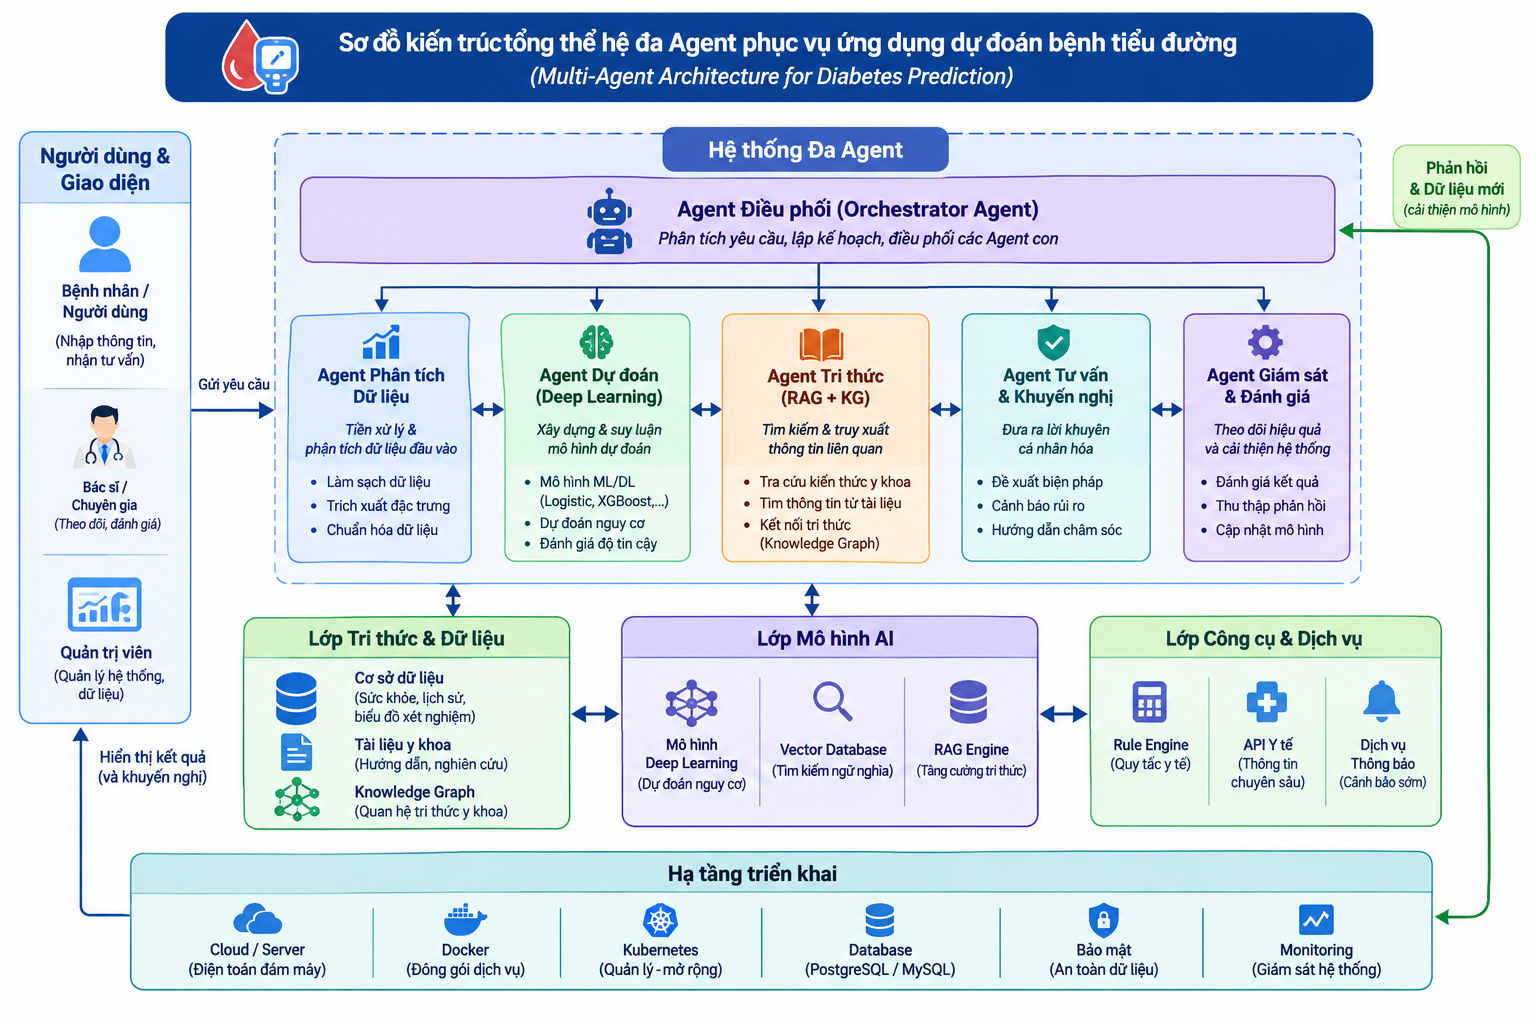 Sơ đồ kiến trúctổng thể hệ đa Agent phục vụ ứng dụng dự đoán bệnh tiểu đường
(Multi-Agent Architecture for Diabetes Prediction)
Người dùng &
Giao diện
Bệnh nhân /
Người dùng
(Nhập thông tin,
nhận tư vấn)
Bác sĩ /
Chuyên gia
(Theo dõi, đánh giá)
Quản trị viên
(Quản lý hệ thống,
dữ liệu)
Gửi yêu cầu
Hiển thị kết quả
(và khuyến nghị)
Hệ thống Đa Agent
Agent Điều phối (Orchestrator Agent)
Phân tích yêu cầu, lập kế hoạch, điều phối các Agent con
Agent Phân tích
Dữ liệu
Tiền xử lý &
phận tích dữ liệu đầu vào
• Làm sạch dữ liệu
• Trích xuất đặc trưng
• Chuẩn hóa dữ liệu
Agent Dự đoán
(Deep Learning)
Xây dựng & suy luận
mô hình dự đoán
• Mô hình ML/DL
(Logistic, XGBoost,...)
• Dự đoán nguy cơ
• Đánh giá độ tin cậy
Agent Tri thức
(RAG + KG)
Tìm kiếm & truy xuất
thông tin liên quan
• Tra cứu kiến thức y khoa
• Tìm thông tin từ tài liệu
• Kết nối tri thức
(Knowledge Graph)
Agent Tư vấn
& Khuyến nghị
Đưa ra lời khuyên
cá nhân hóa
• Đề xuất biện pháp
• Cảnh báo rủi ro
• Hướng dẫn chăm sóc
Agent Giám sát
& Đánh giá
Theo dõi hiệu quả
và cải thiện hệ thống
• Đánh giá kết quả
• Thu thập phản hồi
• Cập nhật mô hình
Phản hồi
& Dữ liệu mới
(cải thiện mô hình)
Lớp Tri thức & Dữ liệu
Cơ sở dữ liệu
(Sức khỏe, lịch sử,
biểu đồ xét nghiệm)
Tài liệu y khoa
(Hướng dẫn, nghiên cứu)
Knowledge Graph
(Quan hệ tri thức y khoa)
Lớp Mô hình AI
Mô hình
Deep Learning
(Dự đoán nguy cơ)
Vector Database
(Tìm kiếm ngữ nghĩa)
RAG Engine
(Tăng cường tri thức)
Lớp Công cụ & Dịch vụ
Rule Engine
(Quy tắc y tế)
API Y tế
(Thông tin
chuyên sâu)
Dịch vụ
Thông báo
(Cảnh báo sớm)
Hạ tầng triển khai
Cloud / Server
(Điện toán đám máy)
Docker
(Đóng gói dịch vụ)
Kubernetes
(Quản lý - mở rộng)
Database
(PostgreSQL / MySQL)
Bảo mật
(An toàn dữ liệu)
Monitoring
(Giám sát hệ thống)